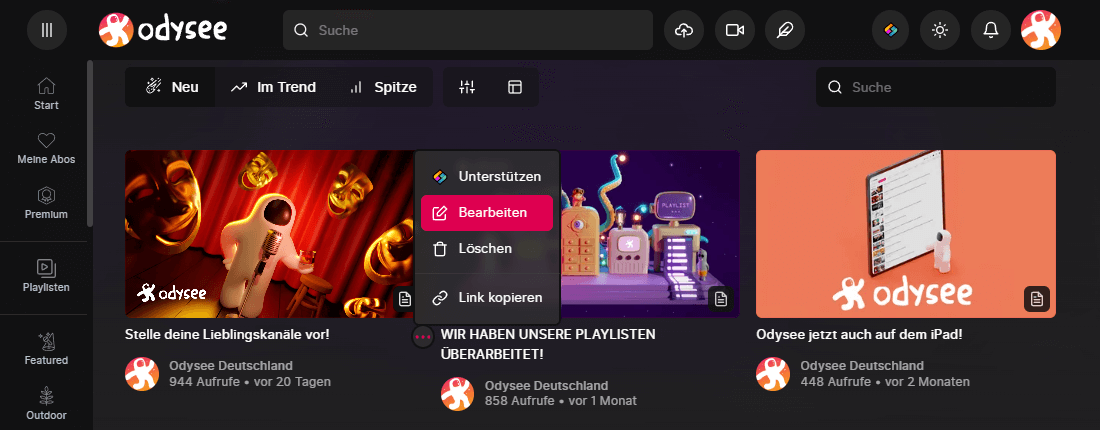 odysee
Suche
Start
Meine Abos
Premium
Playlisten
Featured
Outdoor
Neu
Im Trend
Spitze
Suche
odysee
Stelle deine Lieblingskanäle vor!
Odysee Deutschland
944 Aufrufe • vor 20 Tagen
Unterstützen
Bearbeiten
Löschen
Link kopieren
PLAYLIST
WIR HABEN UNSERE PLAYLISTEN
ÜBERARBEITET!
Odysee Deutschland
858 Aufrufe • vor 1 Monat
odysee
Odysee jetzt auch auf dem iPad!
Odysee Deutschland
448 Aufrufe • vor 2 Monaten